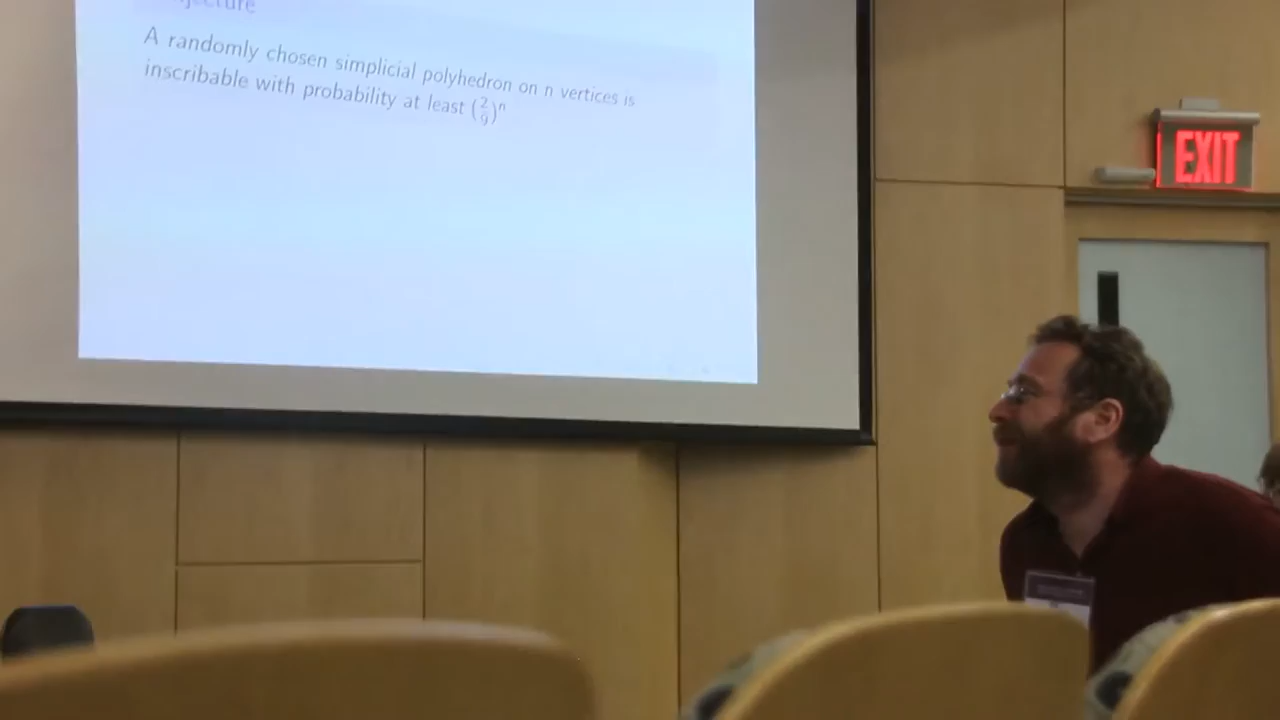 A randomly chosen simplicial polyhedron on n vertices is
inscribable with probability at least (2/9)^n
EXIT